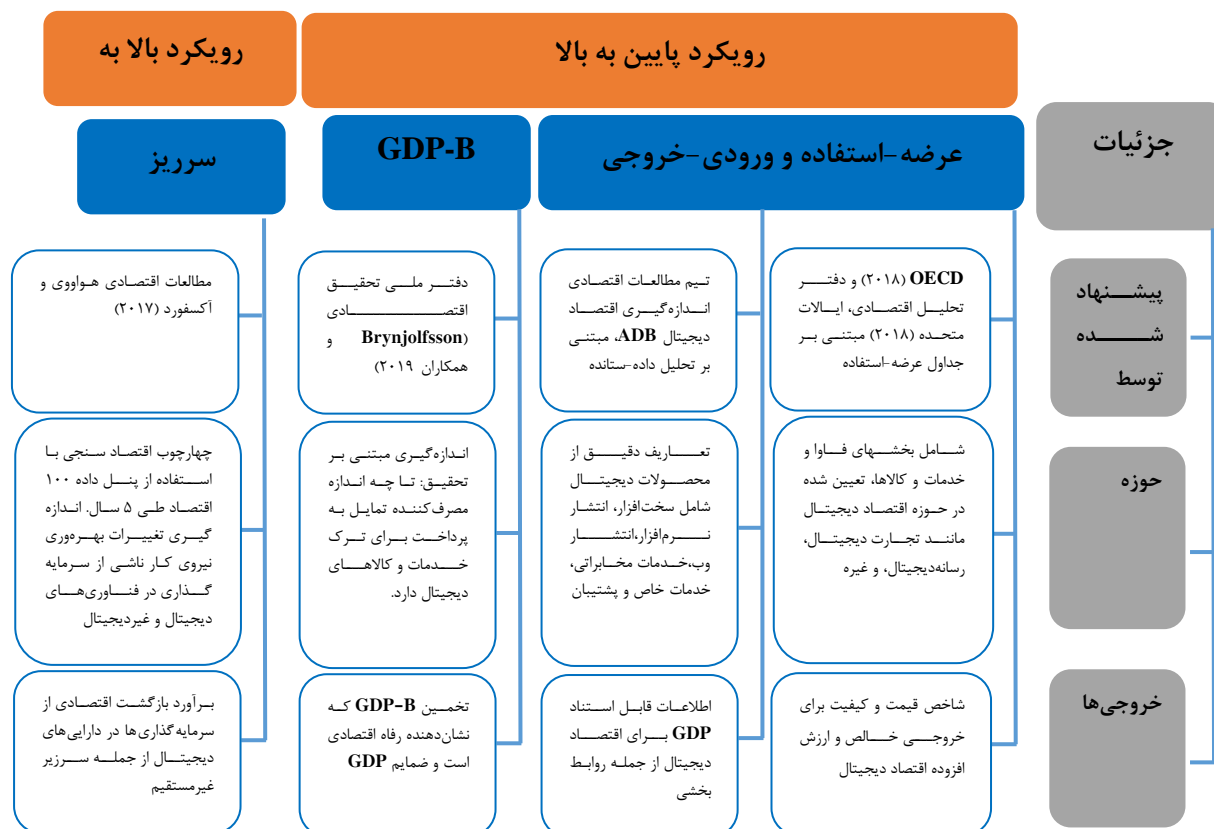 رویکرد پایین به بالا
رویکرد بالا به
جزئیات
عرضه-استفاده و ورودی-خروجی
GDP-B
سرریز
پیشنهاد
شده
توسط
OECD (۲۰۱۸) و دفتر
تحلیل اقتصادی، ایالات
متحده (۲۰۱۸) مبتنی بر
جداول عرضه-استفاده
تیم مطالعات اقتصادی
اندازه‌گیری اقتصاد
دیجیتال ADB، مبتنی
بر تحلیل داده-ستانده
دفتر ملی تحقیق
اقتصادی
(Brynjolfsson و
همکاران ۲۰۱۹)
مطالعات اقتصادی هواووی و
آکسفورد (۲۰۱۷)
حوزه
شامل بخشهای فاوا و
خدمات و کالاها، تعیین شده
در حوزه اقتصاد دیجیتال
مانند تجارت دیجیتال،
رسانه‌دیجیتال، و غیره
تعاریف دقیق از
محصولات دیجیتال
شامل سخت‌افزار، انتشار
نرم‌افزار،انتشار
وب،خدمات مخابراتی،
خدمات خاص و پشتیبان
اندازه‌گیری مبتنی بر
تحقیق: تا چه اندازه
مصرف‌کننده تمایل به
پرداخت برای ترک
خدمات و کالاهای
دیجیتال دارد.
چهارچوب اقتصاد سنجی با
استفاده از پنل داده ۱۰۰
اقتصاد طی ۵ سال. اندازه
گیری تغییرات بهره‌وری
نیروی کار ناشی از سرمایه
گذاری در فناوری‌های
دیجیتال و غیردیجیتال
خروجی‌ها
شاخص قیمت و کیفیت برای
خروجی خالص و ارزش
افزوده اقتصاد دیجیتال
اطلاعات قابل استناد
GDP برای اقتصاد
دیجیتال از جمله روابط
بخشی
تخمین GDP-B که
نشان‌دهنده رفاه اقتصادی
است و ضمایم GDP
برآورد بازگشت اقتصادی از
سرمایه‌گذاری‌ها در دارایی‌های
دیجیتال از جمله سرزیر
غیرمستقیم